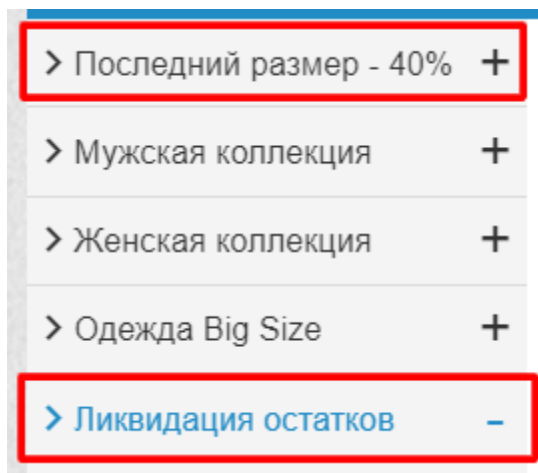 Последний размер - 40% +
Мужская коллекция +
Женская коллекция +
Одежда Big Size +
Ликвидация остатков -